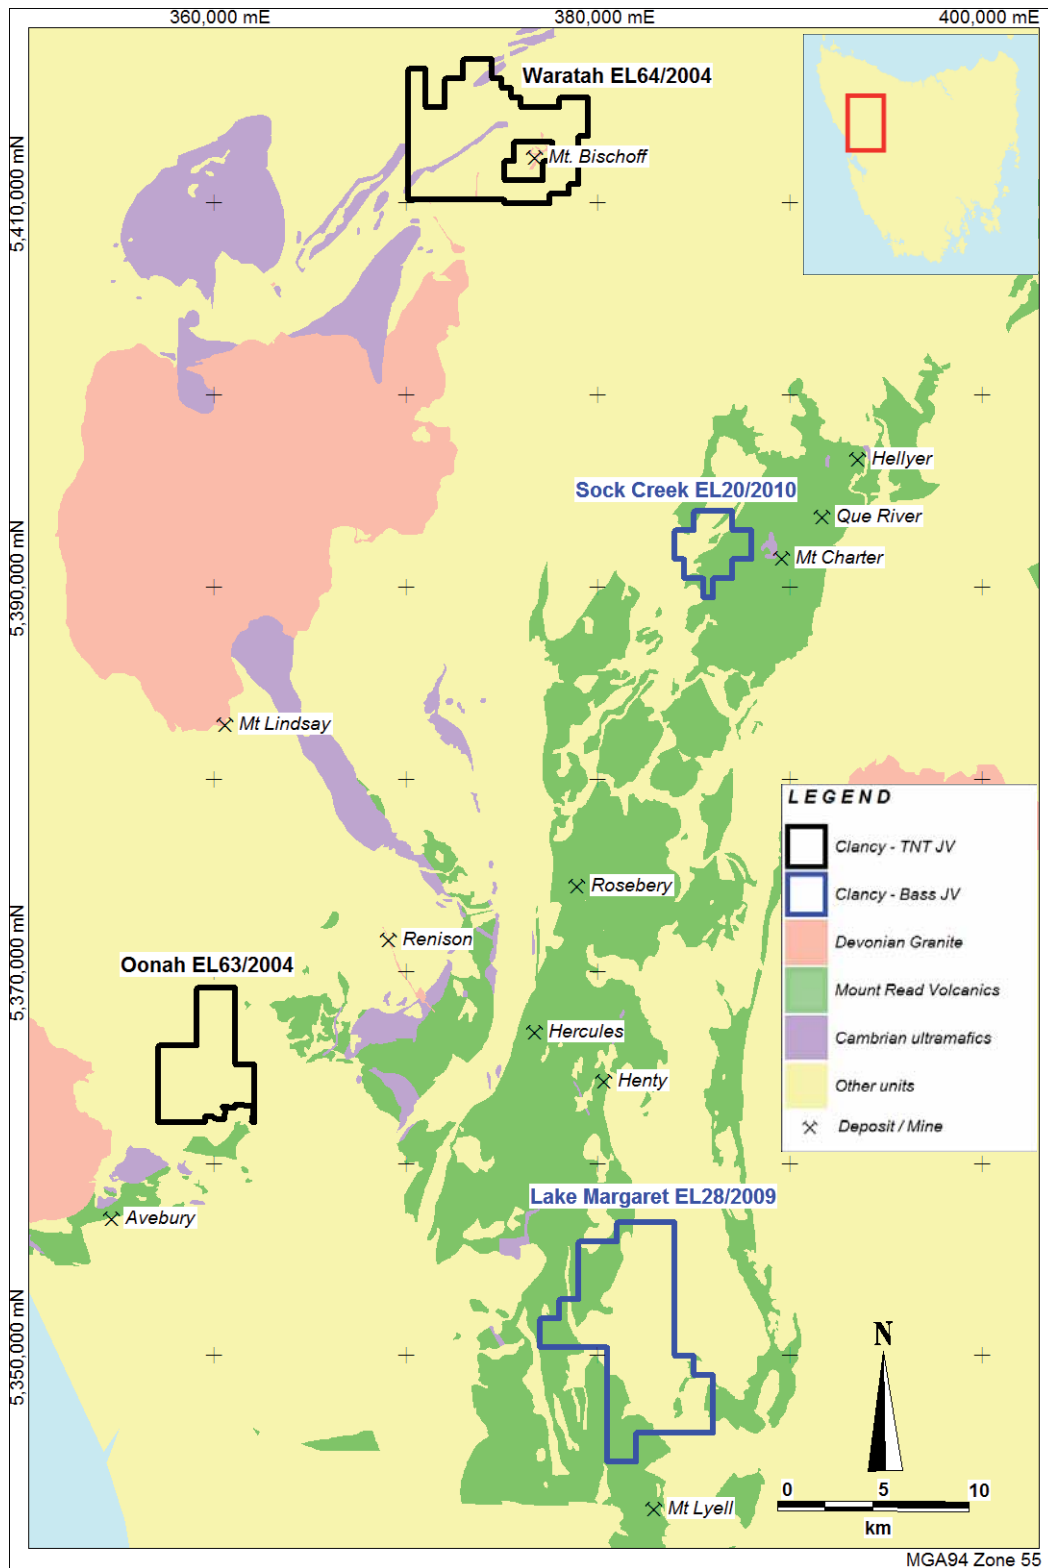 360,000 mE
380,000 mE
400,000 mE
Waratah EL64/2004
Mt. Bischoff
5,410,000 mN
Hellyer
Sock Creek EL20/2010
Que River
Mt Charter
5,390,000 mN
Mt Lindsay
LEGEND
Clancy - TNT JV
Clancy - Bass JV
Devonian Granite
Mount Read Volcanics
Cambrian ultramafics
Other units
Deposit / Mine
Rosebery
Renison
5,370,000 mN
Oonah EL63/2004
Hercules
Henty
Lake Margaret EL28/2009
Avebury
5,350,000 mN
N
0 5 10
km
Mt Lyell
MGA94 Zone 55